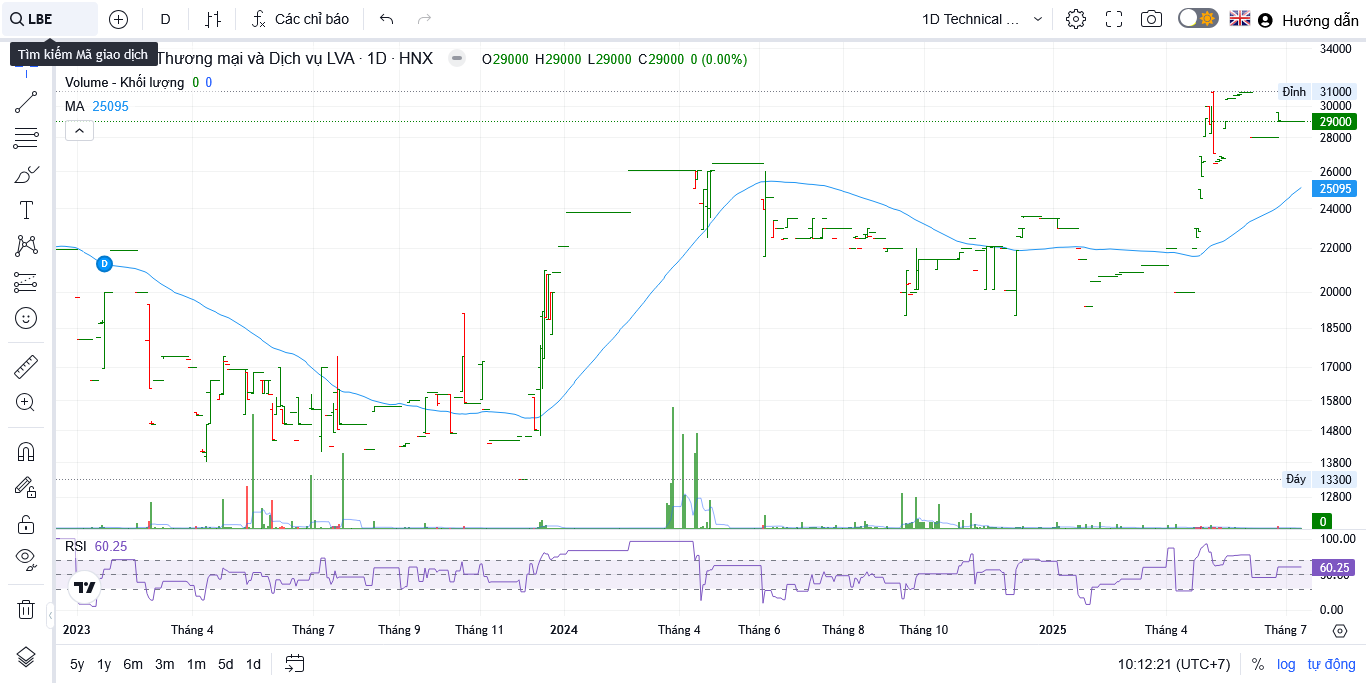 LBE
D
Các chỉ báo
1D Technical ...
Hướng dẫn
Tìm kiếm Mã giao dịch
Thương mại và Dịch vụ LVA · 1D · HNX
O29000 H29000 L29000 C29000 0 (0.00%)
Volume - Khối lượng 0 0
MA 25095
34000
Đỉnh 31000
30000
29000
28000
26000
25095
24000
22000
20000
18500
17000
15800
14800
13800
Đáy 13300
12800
0
D
RSI 60.25
100.00
60.25
0.00
2023
Tháng 4
Tháng 7
Tháng 9
Tháng 11
2024
Tháng 4
Tháng 6
Tháng 8
Tháng 10
2025
Tháng 4
Tháng 7
5y 1y 6m 3m 1m 5d 1d
10:12:21 (UTC+7)
% log tự động